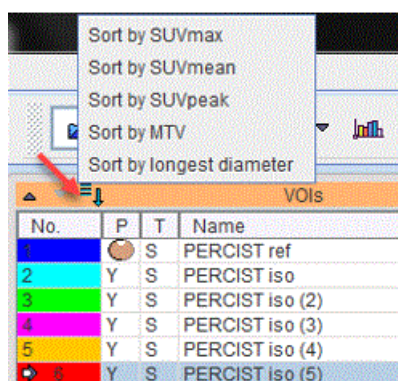 Sort by SUVmax
Sort by SUVmean
Sort by SUVpeak
Sort by MTV
Sort by longest diameter
VOIs
No. P T Name
1 S PERCIST ref
2 Y S PERCIST iso
3 Y S PERCIST iso (2)
4 Y S PERCIST iso (3)
5 Y S PERCIST iso (4)
6 Y S PERCIST iso (5)